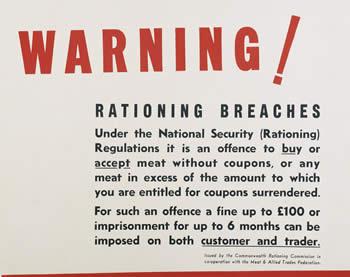 WARNING!
RATIONING BREACHES
Under the National Security (Rationing)
Regulations it is an offence to buy or
accept meat without coupons, or any
meat in excess of the amount to which
you are entitled for coupons surrendered.
For such an offence a fine up to £100 or
imprisonment for up to 6 months can be
imposed on both customer and trader.
Issued by the Commonwealth Rationing Commission in
co-operation with the Meat & Allied Trades Federation.